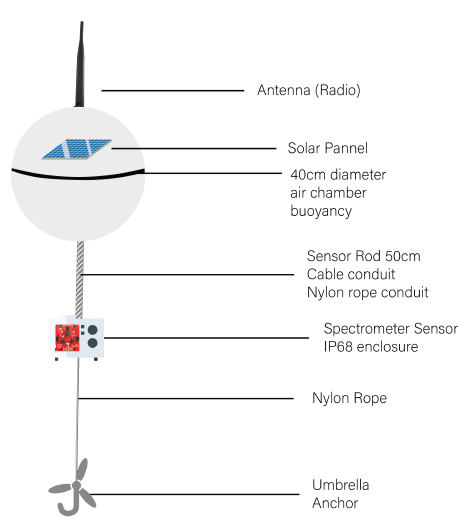 Antenna (Radio)
Solar Pannel
40cm diameter
air chamber
buoyancy
Sensor Rod 50cm
Cable conduit
Nylon rope conduit
Spectrometer Sensor
IP68 enclosure
Nylon Rope
Umbrella
Anchor